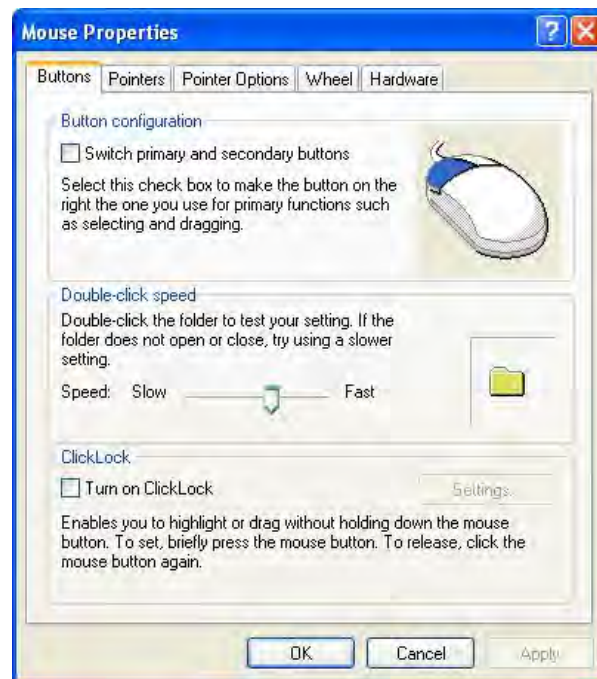 Mouse Properties
Buttons Pointers Pointer Options Wheel Hardware
Button configuration
Switch primary and secondary buttons
Select this check box to make the button on the
right the one you use for primary functions such
as selecting and dragging.
Double-click speed
Double-click the folder to test your setting. If the
folder does not open or close, try using a slower
setting.
Speed: Slow Fast
ClickLock
Turn on ClickLock Settings...
Enables you to highlight or drag without holding down the mouse
button. To set, briefly press the mouse button. To release, click the
mouse button again.
OK Cancel Apply